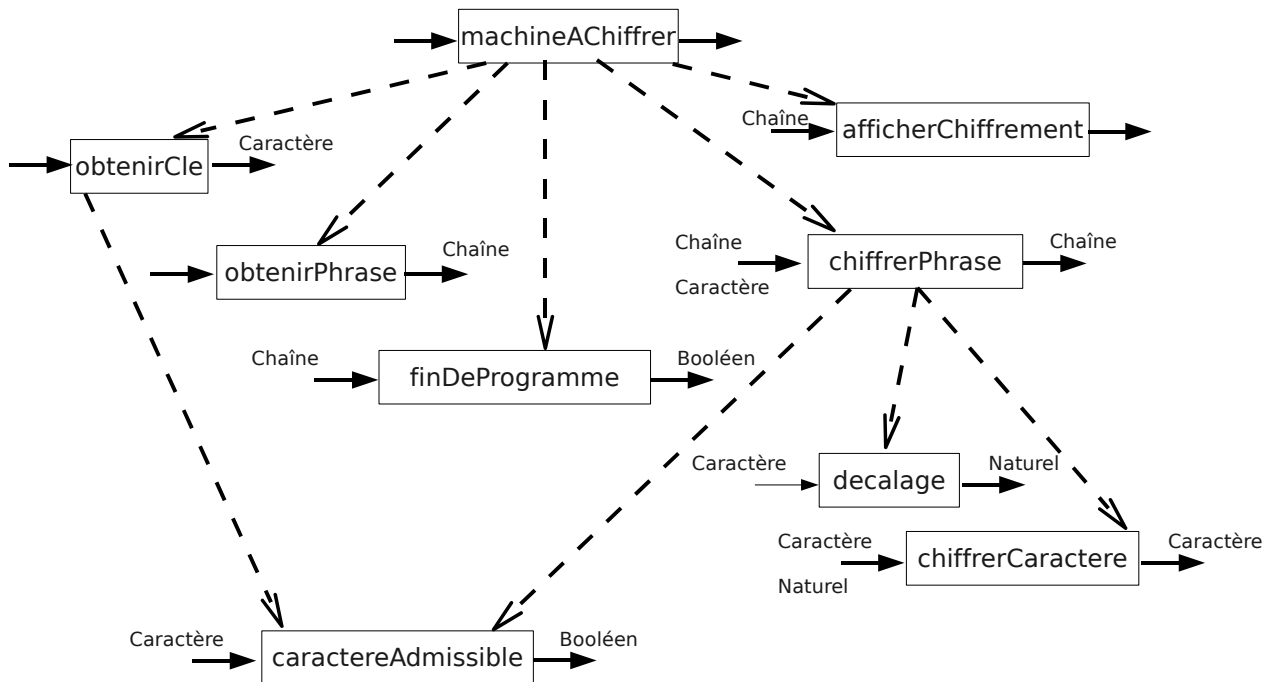 machineAChiffrer
Chaîne
afficherChiffrement
obtenirCle
Caractère
obtenirPhrase
Chaîne
Chaîne
Caractère
chiffrerPhrase
Chaîne
Chaîne
finDeProgramme
Booléen
Caractère
decalage
Naturel
Caractère
Naturel
chiffrerCaractere
Caractère
Caractère
caractereAdmissible
Booléen